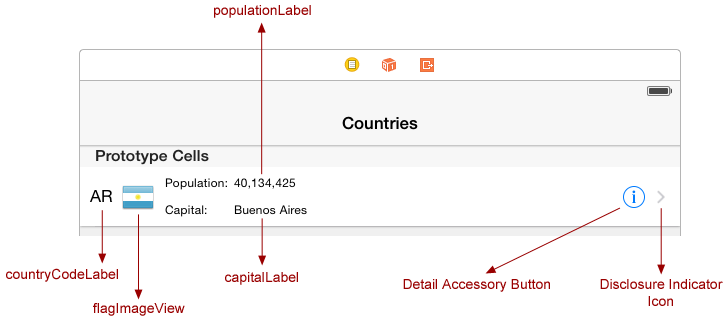 populationLabel
Countries
Prototype Cells
Population: 40,134,425
AR
Capital: Buenos Aires
countryCodeLabel
flagImageView
capitalLabel
Detail Accessory Button
Disclosure Indicator
Icon